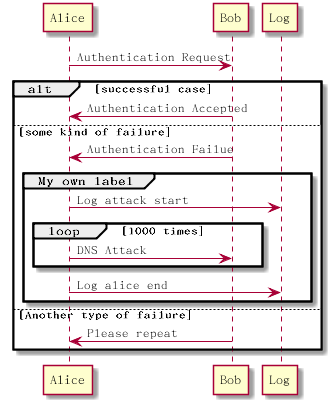 Alice Bob Log
Authentication Request
alt [successful case]
Authentication Accepted
[some kind of failure]
Authentication Failue
My own label
Log attack start
loop [1000 times]
DNS Attack
Log alice end
[Another type of failure]
Please repeat
Alice Bob Log